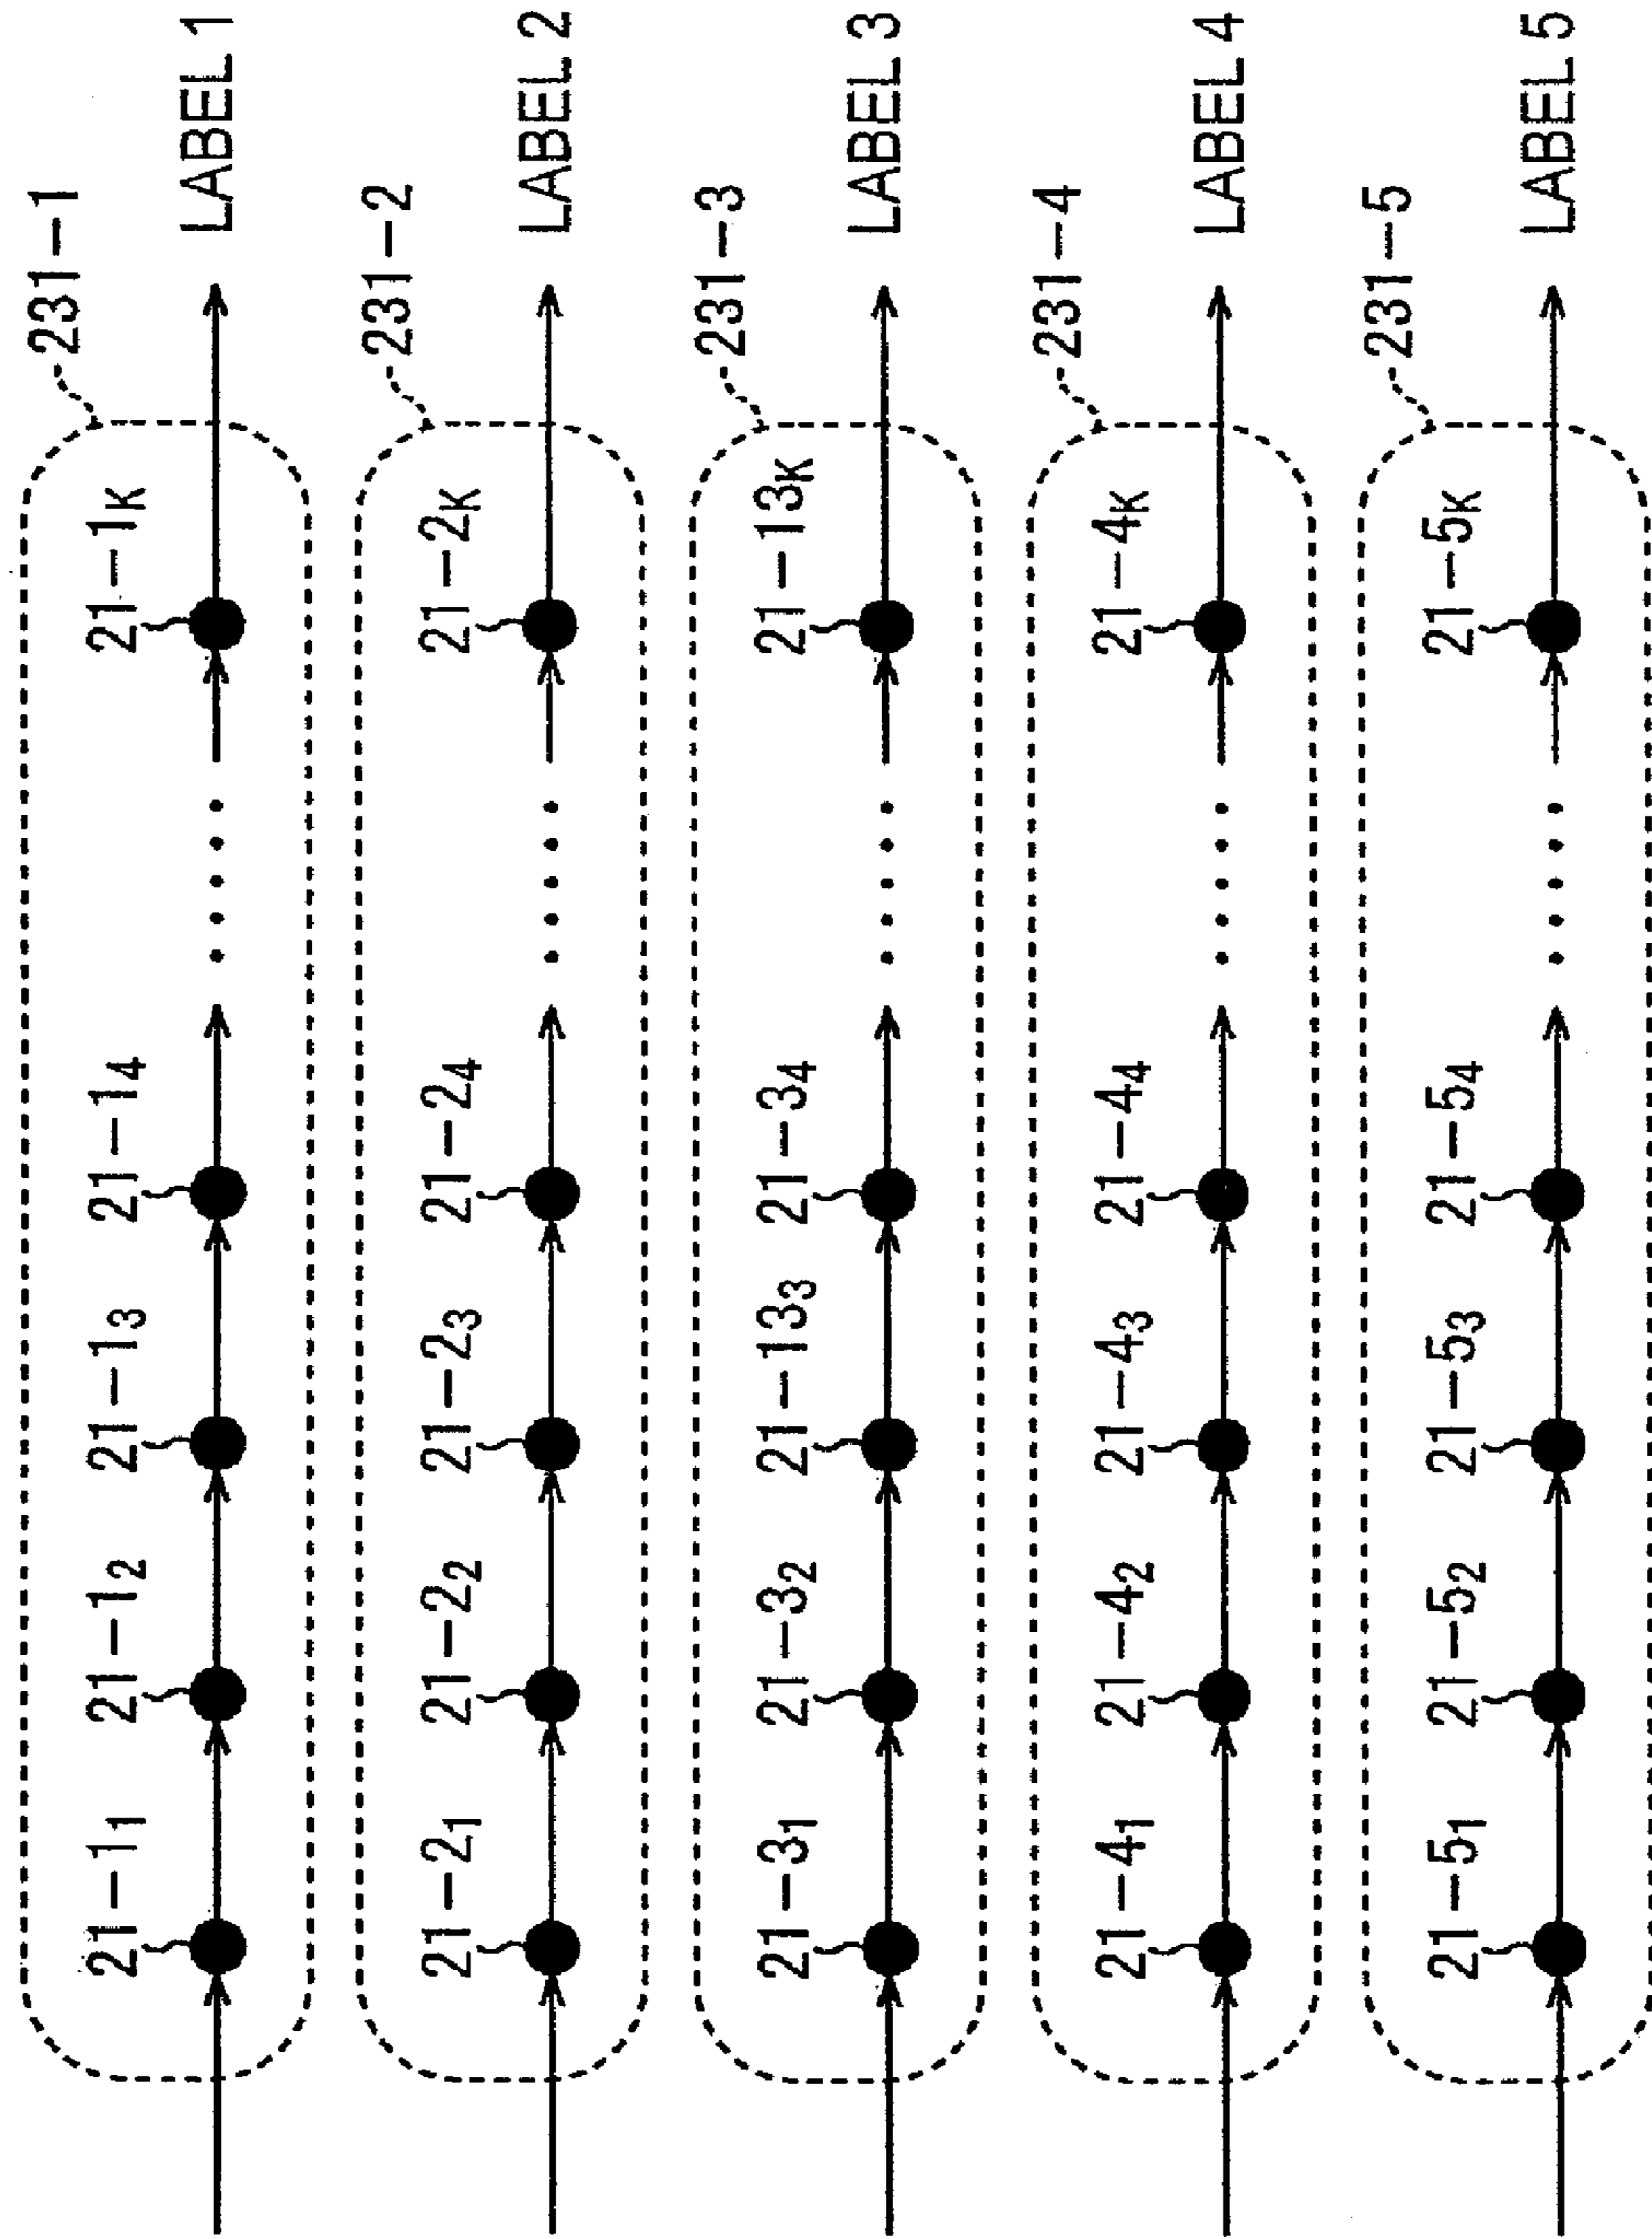 231-1
21-1₁ 21-1₂ 21-1₃ 21-1₄ 21-1K
LABEL 1
231-2
21-2₁ 21-2₂ 21-2₃ 21-2₄ 21-2K
LABEL 2
231-3
21-3₁ 21-3₂ 21-13₃ 21-3₄ 21-13K
LABEL 3
231-4
21-4₁ 21-4₂ 21-4₃ 21-4₄ 21-4K
LABEL 4
231-5
21-5₁ 21-5₂ 21-5₃ 21-5₄ 21-5K
LABEL 5